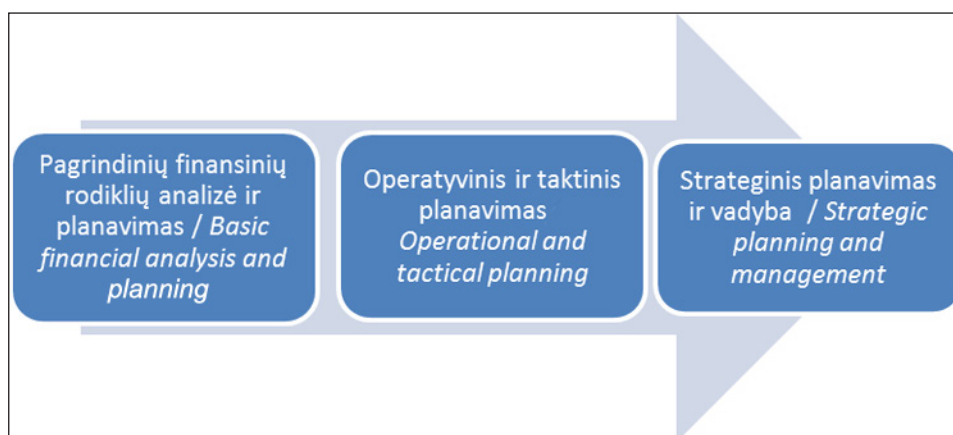 Pagrindinių finansinių
rodiklių analizė ir
planavimas / Basic
financial analysis and
planning
Operatyvinis ir taktinis
planavimas
Operational and
tactical planning
Strateginis planavimas
ir vadyba / Strategic
planning and
management